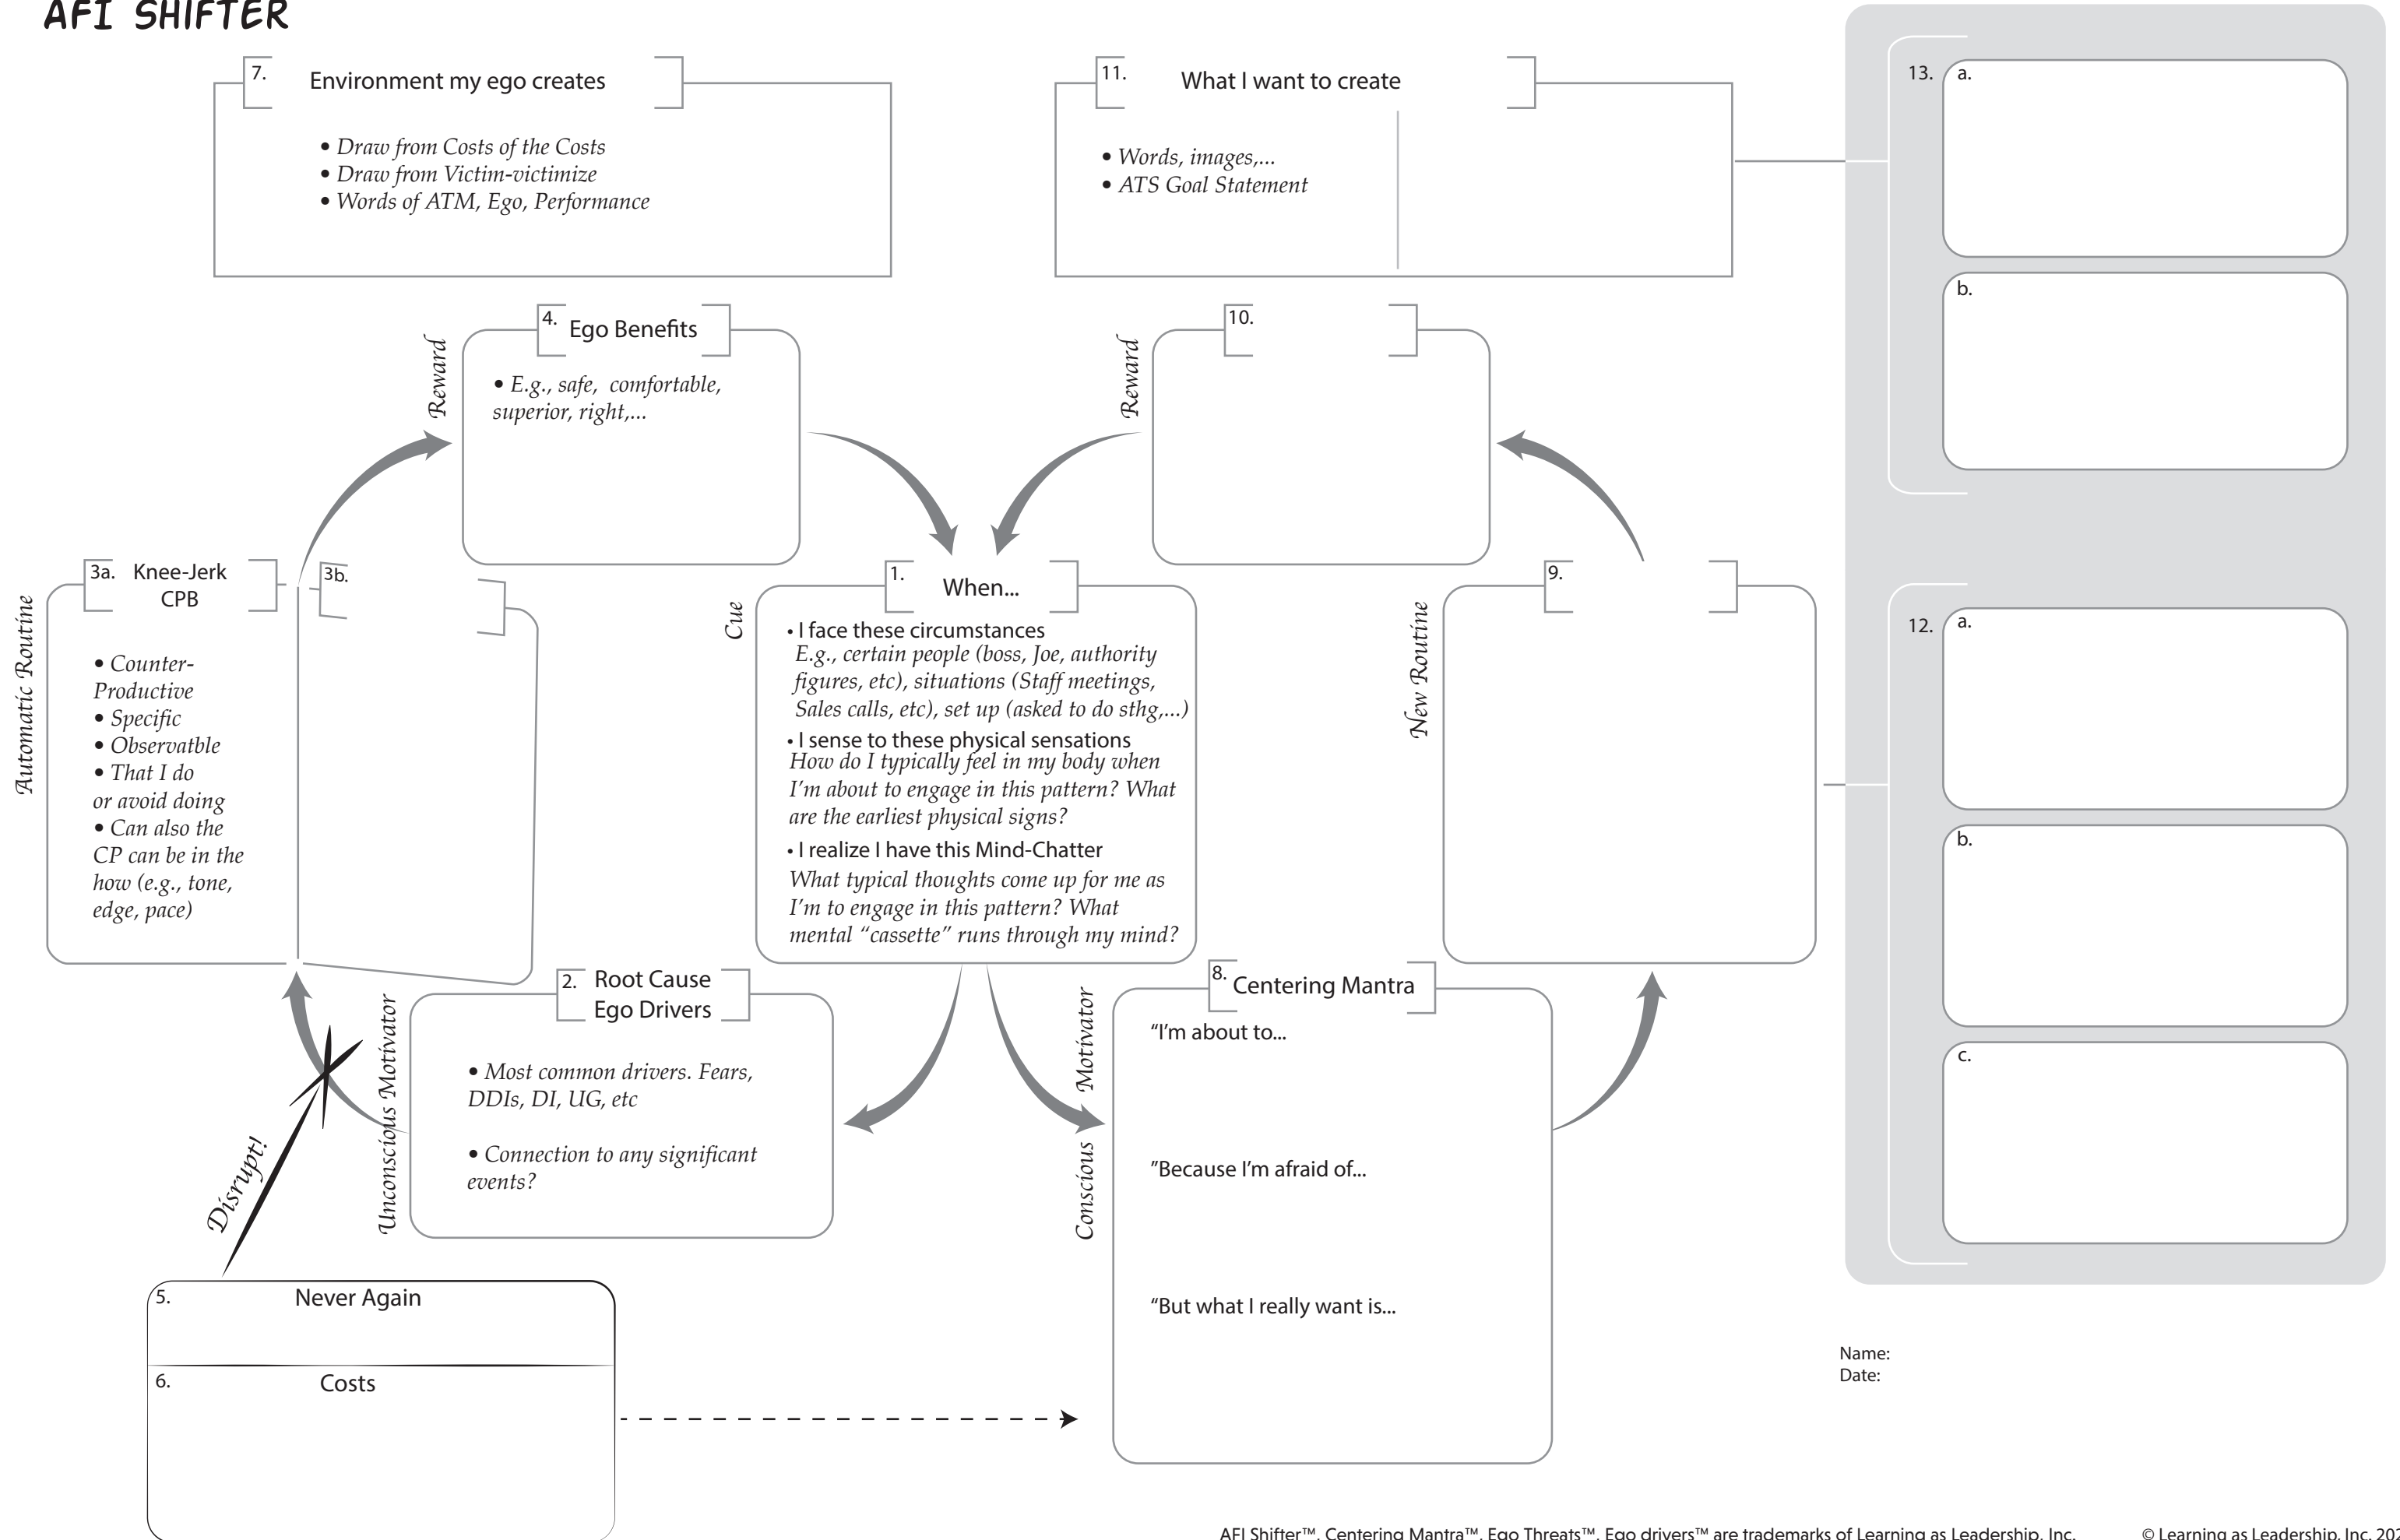 AFI SHIFTER
7. Environment my ego creates
• Draw from Costs of the Costs
• Draw from Victim-victimize
• Words of ATM, Ego, Performance
11. What I want to create
• Words, images,...
• ATS Goal Statement
13. a.
b.
4. Ego Benefits
Reward
• E.g., safe, comfortable,
superior, right,...
10.
Reward
3a. Knee-Jerk
CPB
3b.
Automatic Routine
• Counter-
Productive
• Specific
• Observatble
• That I do
or avoid doing
• Can also the
CP can be in the
how (e.g., tone,
edge, pace)
1. When...
Cue
• I face these circumstances
E.g., certain people (boss, Joe, authority
figures, etc), situations (Staff meetings,
Sales calls, etc), set up (asked to do sthg,...)
• I sense to these physical sensations
How do I typically feel in my body when
I'm about to engage in this pattern? What
are the earliest physical signs?
• I realize I have this Mind-Chatter
What typical thoughts come up for me as
I'm to engage in this pattern? What
mental “cassette” runs through my mind?
9.
New Routine
12. a.
b.
c.
2. Root Cause
Ego Drivers
Unconscious Motivator
• Most common drivers. Fears,
DDIs, DI, UG, etc
• Connection to any significant
events?
Disrupt!
8. Centering Mantra
Conscious Motivator
“I'm about to...
”Because I'm afraid of...
“But what I really want is...
5. Never Again
6. Costs
Name:
Date:
AFI Shifter™, Centering Mantra™, Ego Threats™, Ego drivers™ are trademarks of Learning as Leadership, Inc.
© Learning as Leadership, Inc.